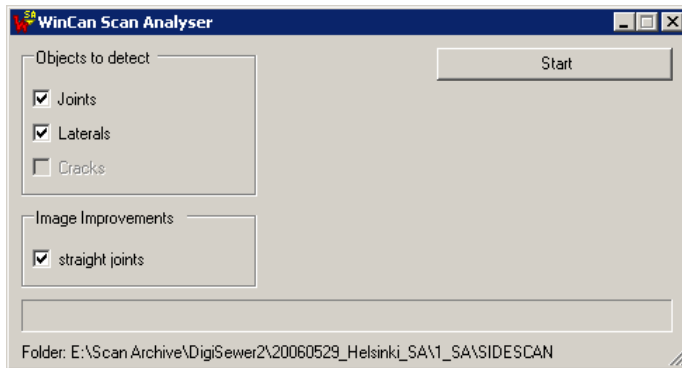 WinCan Scan Analyser
Objects to detect
Start
Joints
Laterals
Cracks
Image Improvements
straight joints
Folder: E:\Scan Archive\DigiSewer2\20060529_Helsinki_SA\1_SA\SIDESCAN